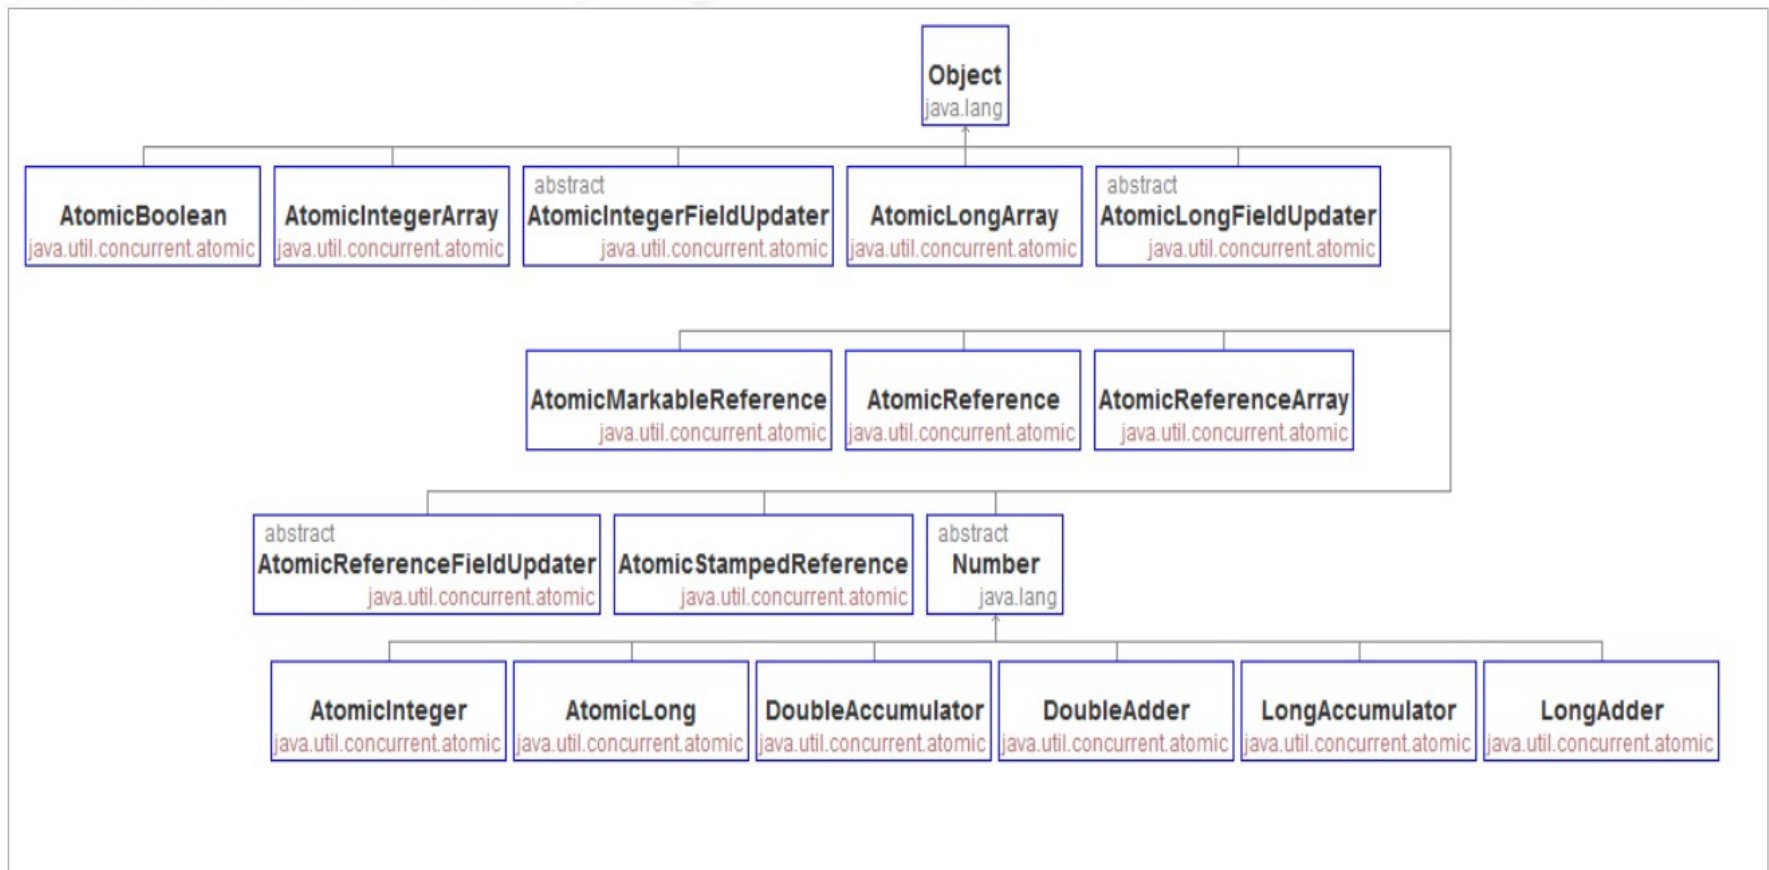 Object
java.lang
AtomicBoolean
java.util.concurrent.atomic
AtomicIntegerArray
java.util.concurrent.atomic
abstract
AtomicIntegerFieldUpdater
java.util.concurrent.atomic
AtomicLongArray
java.util.concurrent.atomic
abstract
AtomicLongFieldUpdater
java.util.concurrent.atomic
AtomicMarkableReference
java.util.concurrent.atomic
AtomicReference
java.util.concurrent.atomic
AtomicReferenceArray
java.util.concurrent.atomic
abstract
AtomicReferenceFieldUpdater
java.util.concurrent.atomic
AtomicStampedReference
java.util.concurrent.atomic
abstract
Number
java.lang
AtomicInteger
java.util.concurrent.atomic
AtomicLong
java.util.concurrent.atomic
DoubleAccumulator
java.util.concurrent.atomic
DoubleAdder
java.util.concurrent.atomic
LongAccumulator
java.util.concurrent.atomic
LongAdder
java.util.concurrent.atomic